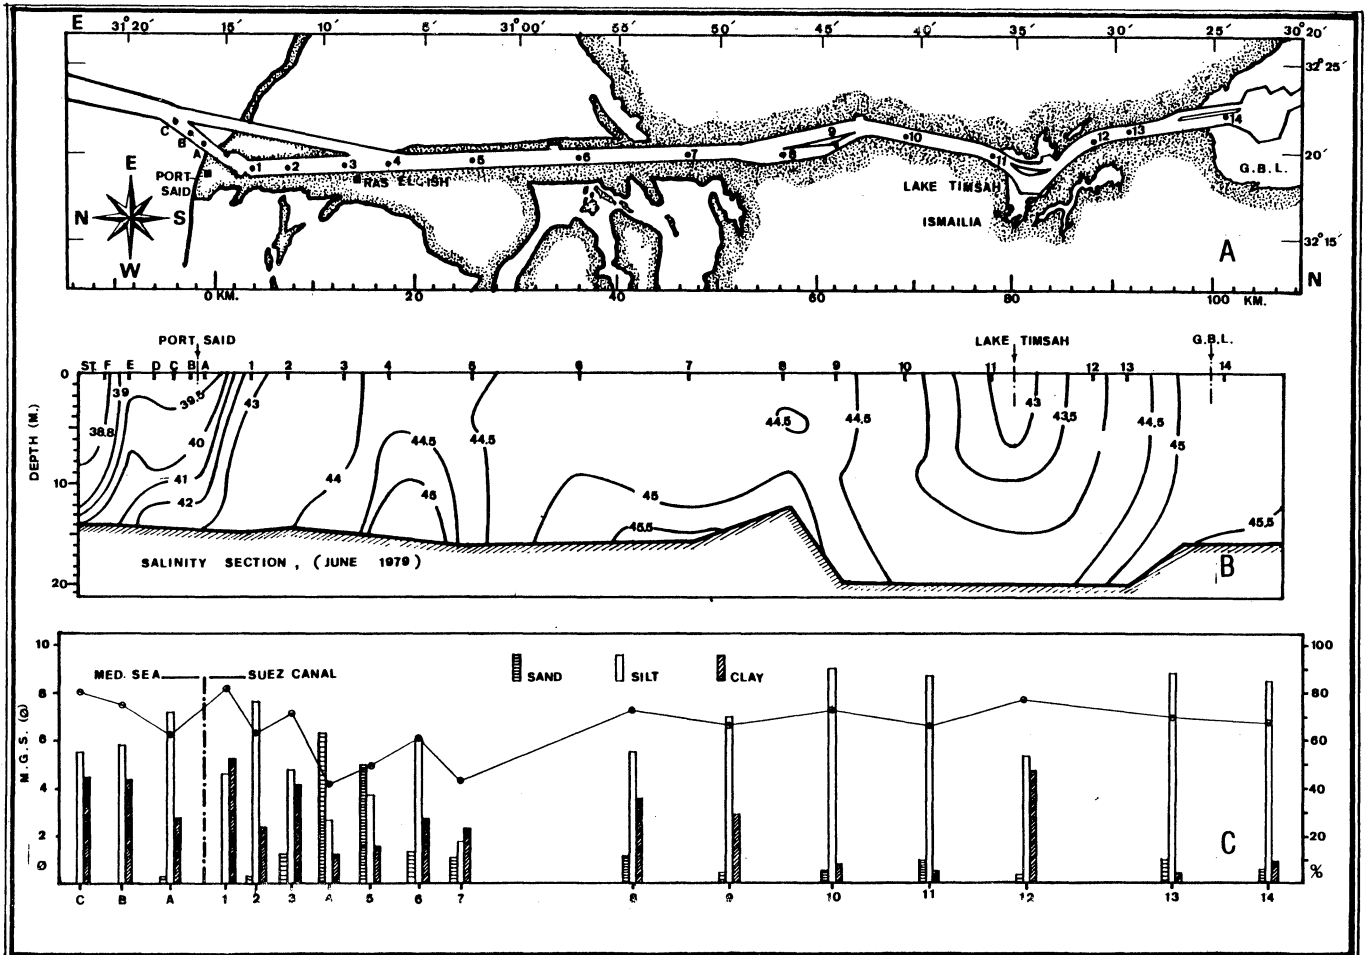 E 31°20′ 15′ 10′ 5′ 31°00′ 55′ 50′ 45′ 40′ 35′ 30′ 25′ 30°20′
32°25′
C B A
1 2 3 4 5 6 7 8 9 10 11 12 13 14
20′
E
N S
W
PORT SAID
RAS EL-ISH
LAKE TIMSAH
ISMAILIA
G.B.L.
32°15′
A
N
0 KM. 20 40 60 80 100 KM.
PORT SAID
LAKE TIMSAH
G.B.L.
ST. F E D C B A 1 2 3 4 5 6 7 8 9 10 11 12 13 14
0
10
20
DEPTH (M.)
38.8 39 39.5 40 41 42 43 44 44.5 45 44.5 45 45.5 44.5 44.5 43 43.5 44.5 45 45.5
SALINITY SECTION, (JUNE 1979)
B
10 100
MED. SEA SUEZ CANAL
SAND SILT CLAY
8 80
6 60
4 40
2 20
Ø %
M.G.S. (Ø)
C
C B A 1 2 3 4 5 6 7 8 9 10 11 12 13 14